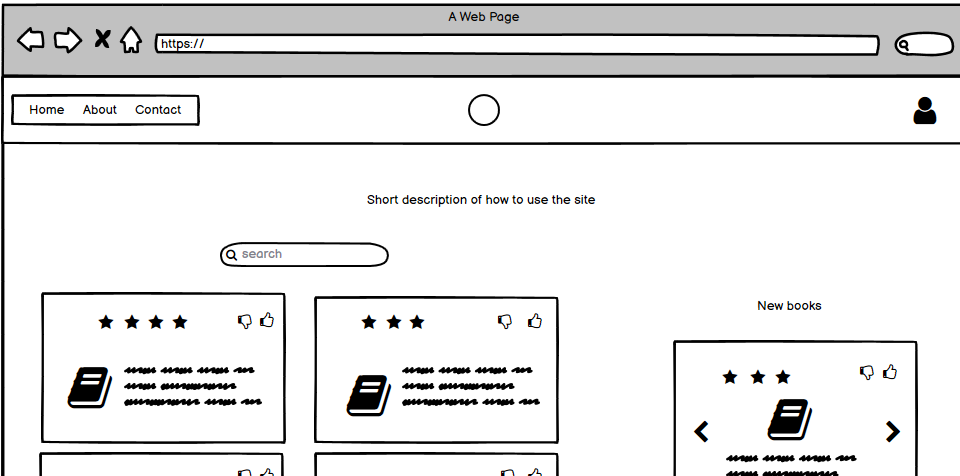 A Web Page
https://
Home About Contact
Short description of how to use the site
search
New books